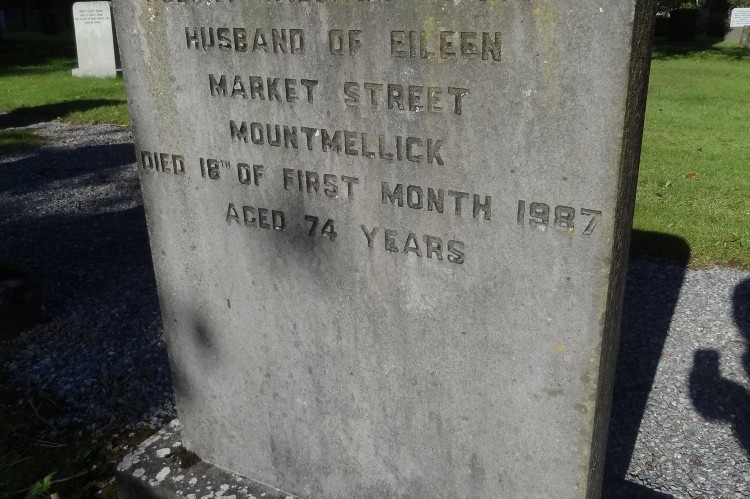 HUSBAND OF EILEEN
MARKET STREET
MOUNTMELLICK
DIED 18TH OF FIRST MONTH 1987
AGED 74 YEARS